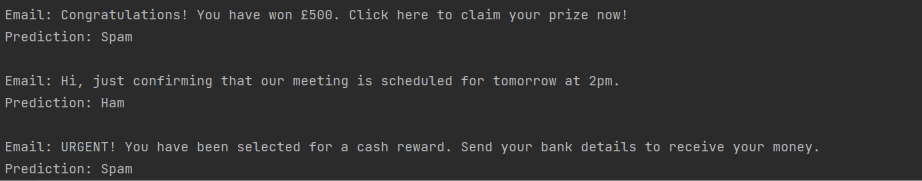 Email: Congratulations! You have won £500. Click here to claim your prize now!
Prediction: Spam
Email: Hi, just confirming that our meeting is scheduled for tomorrow at 2pm.
Prediction: Ham
Email: URGENT! You have been selected for a cash reward. Send your bank details to receive your money.
Prediction: Spam